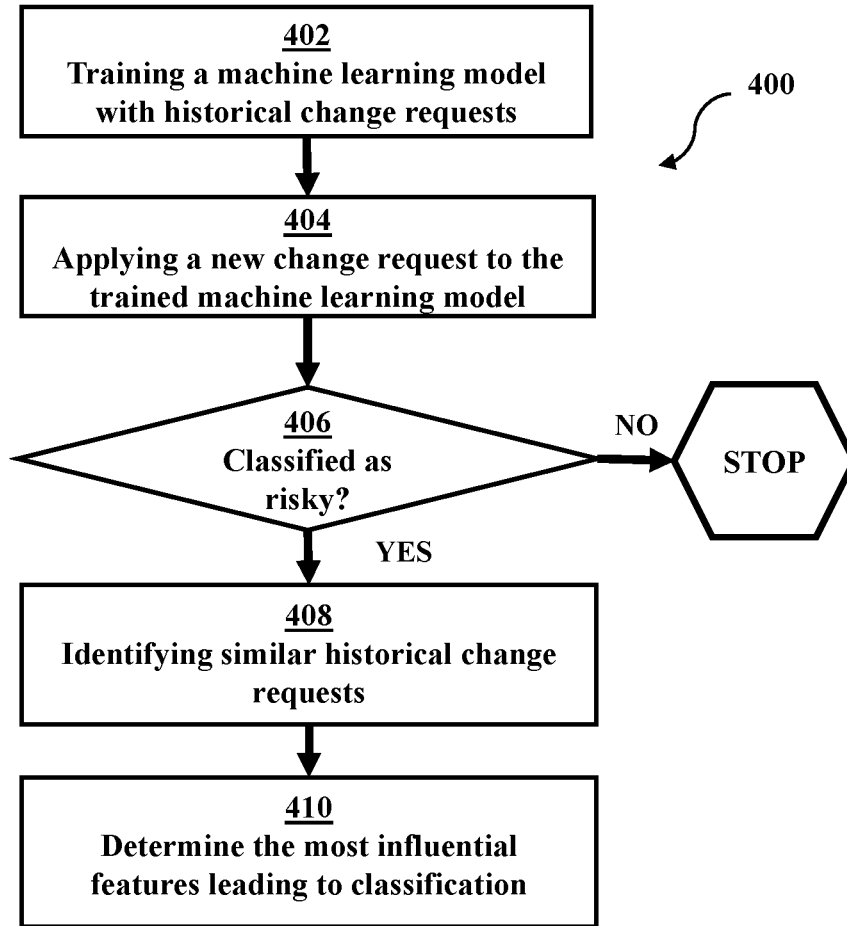 402
Training a machine learning model
with historical change requests
400
404
Applying a new change request to the
trained machine learning model
406
Classified as
risky?
NO
STOP
YES
408
Identifying similar historical change
requests
410
Determine the most influential
features leading to classification